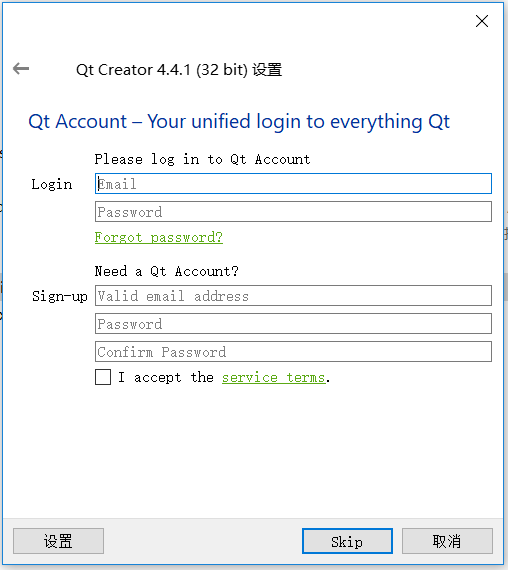 Qt Creator 4.4.1 (32 bit) 设置
Qt Account – Your unified login to everything Qt
Please log in to Qt Account
Login
Email
Password
Forgot password?
Need a Qt Account?
Sign-up
Valid email address
Password
Confirm Password
I accept the service terms.
设置
Skip
取消